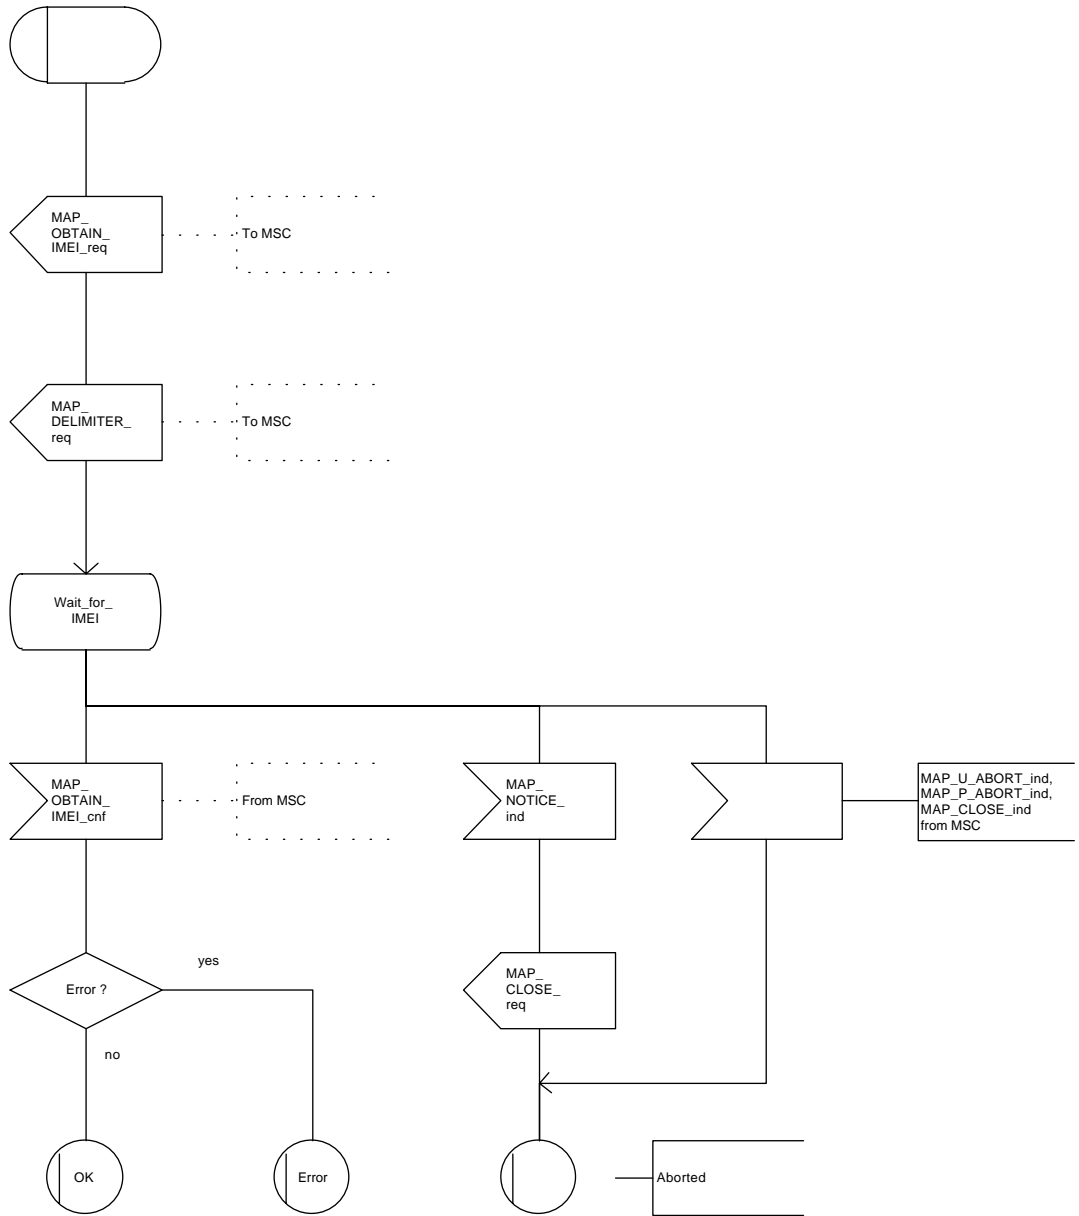 MAP_
OBTAIN_
IMEI_req
To MSC
MAP_
DELIMITER_
req
To MSC
Wait_for_
IMEI
MAP_
OBTAIN_
IMEI_cnf
From MSC
MAP_
NOTICE_
ind
MAP_U_ABORT_ind,
MAP_P_ABORT_ind,
MAP_CLOSE_ind
from MSC
Error ?
yes
no
MAP_
CLOSE_
req
OK
Error
Aborted